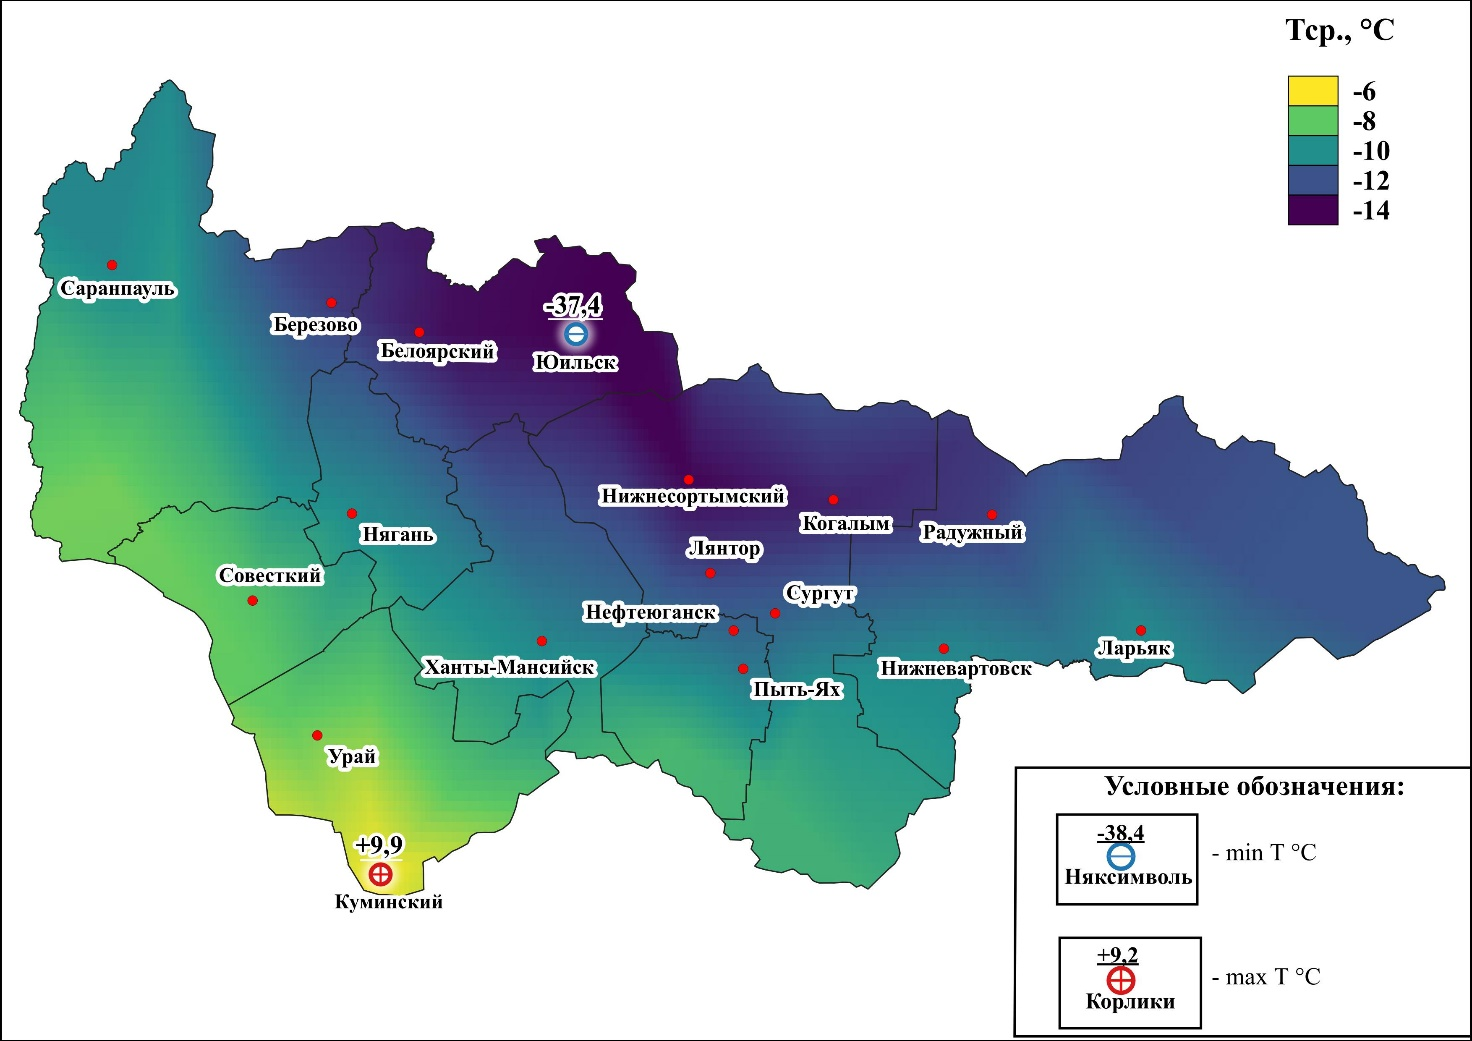 Тср., °C
-6
-8
-10
-12
-14
Саранпауль
Березово
Белоярский
-37,4
Юильск
Нижнесортымский
Когалым
Радужный
Нягань
Лянтор
Совесткий
Сургут
Нефтеюганск
Ханты-Мансийск
Нижневартовск
Ларьяк
Пыть-Ях
Урай
+9,9
Куминский
Условные обозначения:
-38,4
Няксимволь
- min T °C
+9,2
Корлики
- max T °C